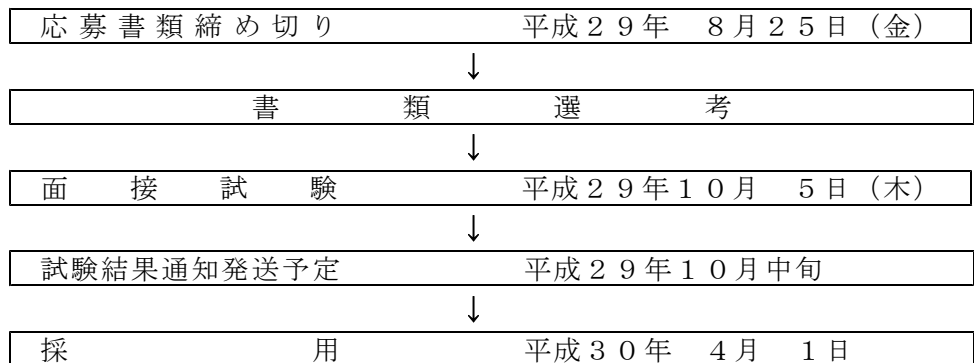 応募書類締め切り 平成29年 8月25日(金)
↓
書類選考
↓
面接試験 平成29年10月 5日(木)
↓
試験結果通知発送予定 平成29年10月中旬
↓
採用 平成30年 4月 1日